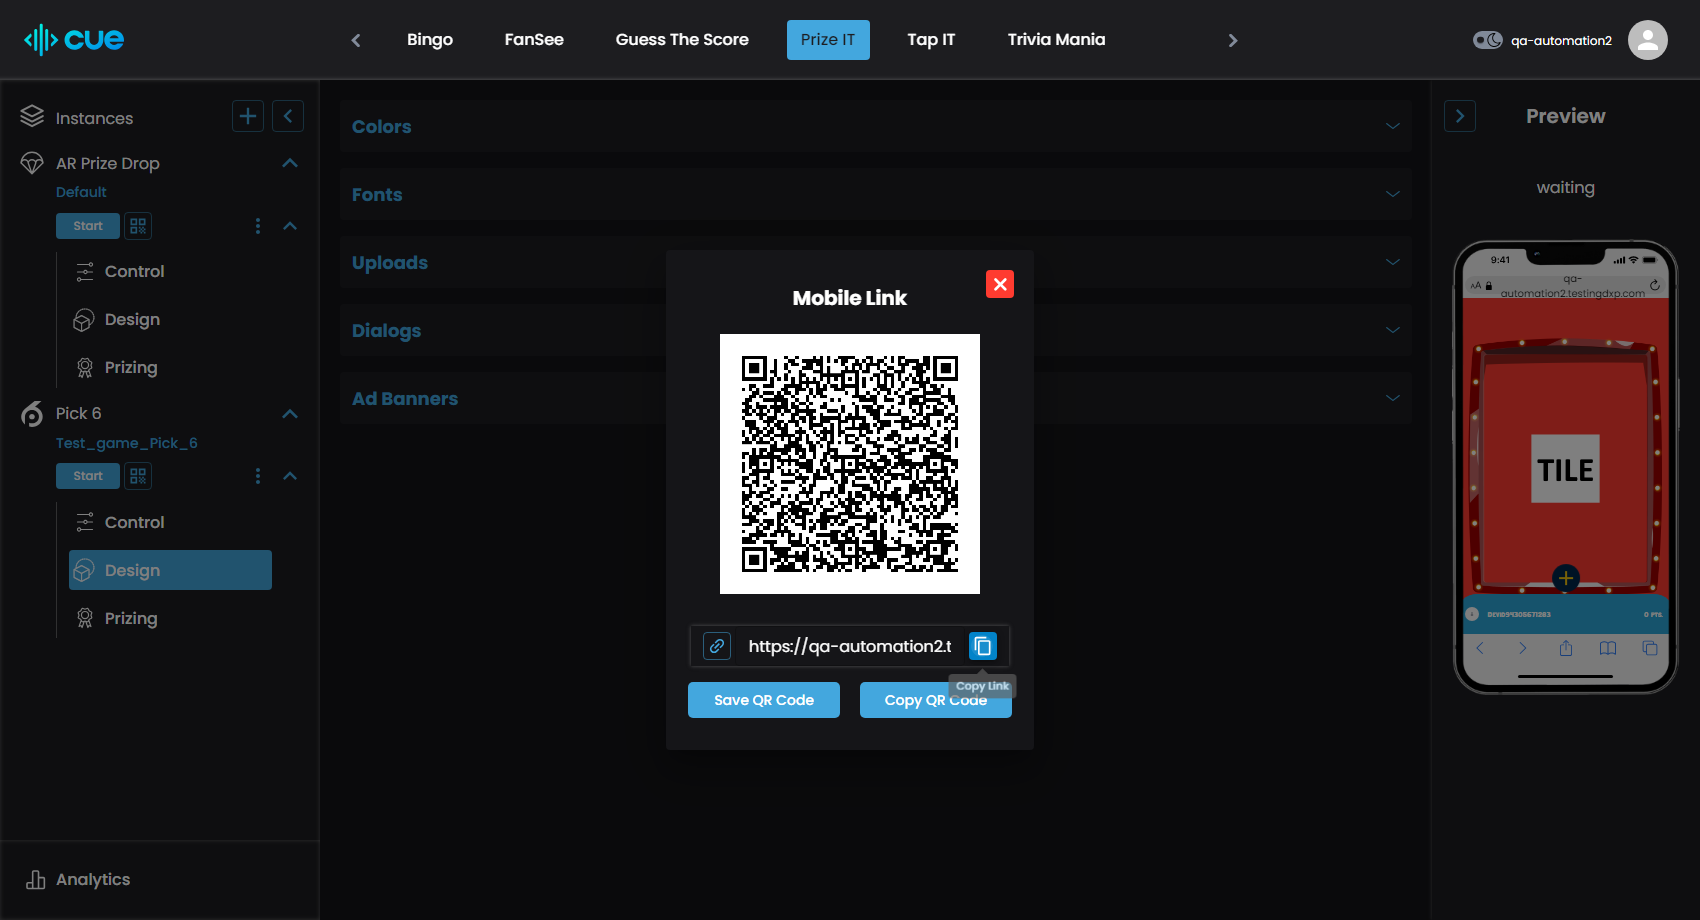 cue
Bingo
FanSee
Guess The Score
Prize IT
Tap IT
Trivia Mania
qa-automation2
Instances
AR Prize Drop
Default
Start
Control
Design
Prizing
Pick 6
Test_game_Pick_6
Start
Control
Design
Prizing
Analytics
Colors
Fonts
Uploads
Dialogs
Ad Banners
Mobile Link
https://qa-automation2.t
Copy Link
Save QR Code
Copy QR Code
Preview
waiting
9:41
AA
qa-
automation2.testingdxp.com
TILE
0 PTS.